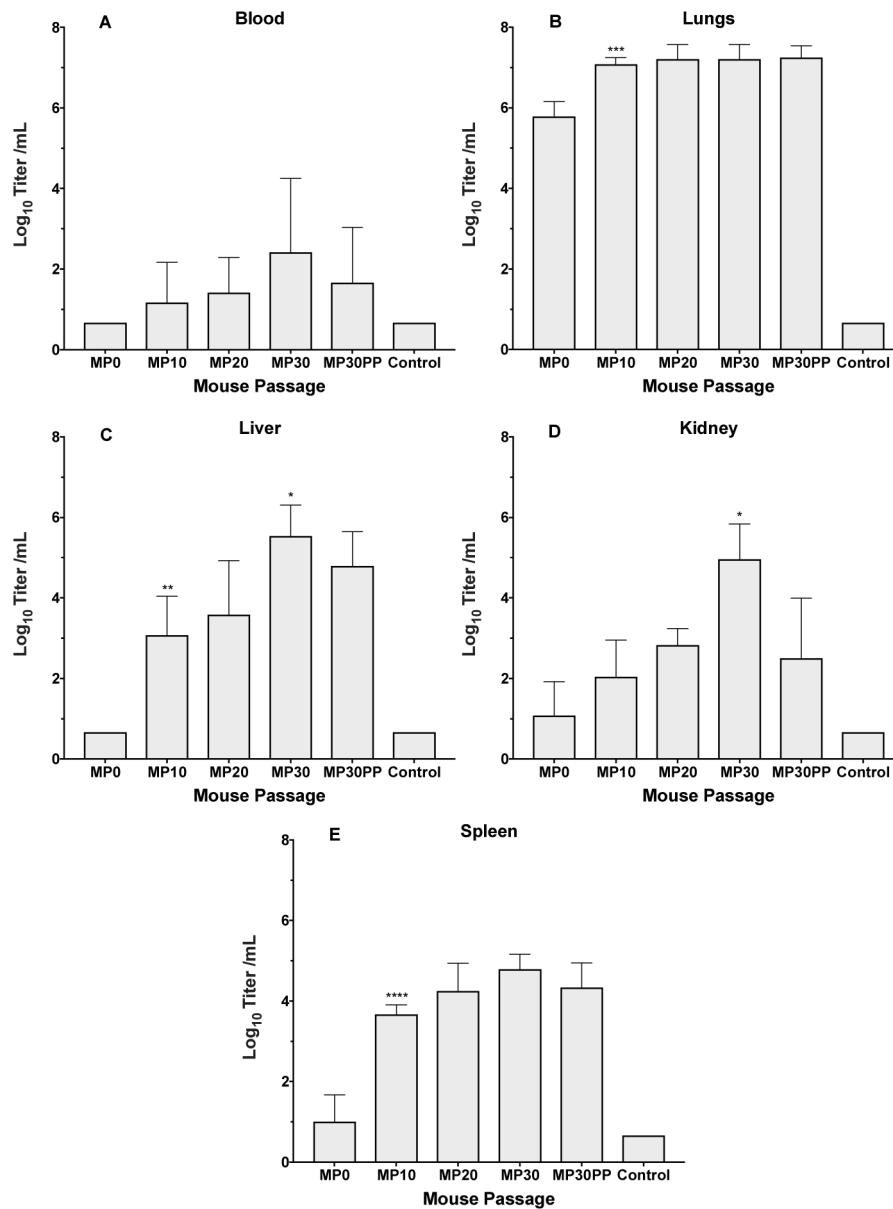 A Blood
B Lungs
8
6
4
2
0
Log10 Titer /mL
MP0 MP10 MP20 MP30 MP30PP Control
Mouse Passage
8
6
4
2
0
Log10 Titer /mL
***
MP0 MP10 MP20 MP30 MP30PP Control
Mouse Passage
C Liver
8
6
4
2
0
Log10 Titer /mL
**
*
MP0 MP10 MP20 MP30 MP30PP Control
Mouse Passage
D Kidney
8
6
4
2
0
Log10 Titer /mL
*
MP0 MP10 MP20 MP30 MP30PP Control
Mouse Passage
E Spleen
8
6
4
2
0
Log10 Titer /mL
****
MP0 MP10 MP20 MP30 MP30PP Control
Mouse Passage